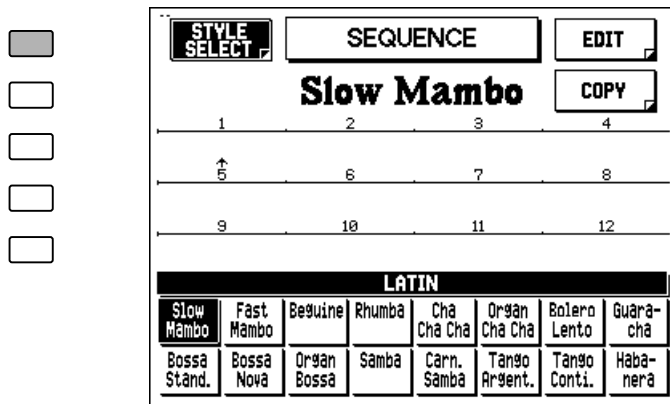 STYLE
SELECT
SEQUENCE
EDIT
Slow Mambo
COPY
1 2 3 4
5 6 7 8
9 10 11 12
LATIN
Slow Mambo
Fast Mambo
Beguine
Rhumba
Cha Cha Cha
Organ Cha Cha
Bolero Lento
Guara-
cha
Bossa Stand.
Bossa Nova
Organ Bossa
Samba
Carn. Samba
Tango Argent.
Tango Conti.
Haba-
nera